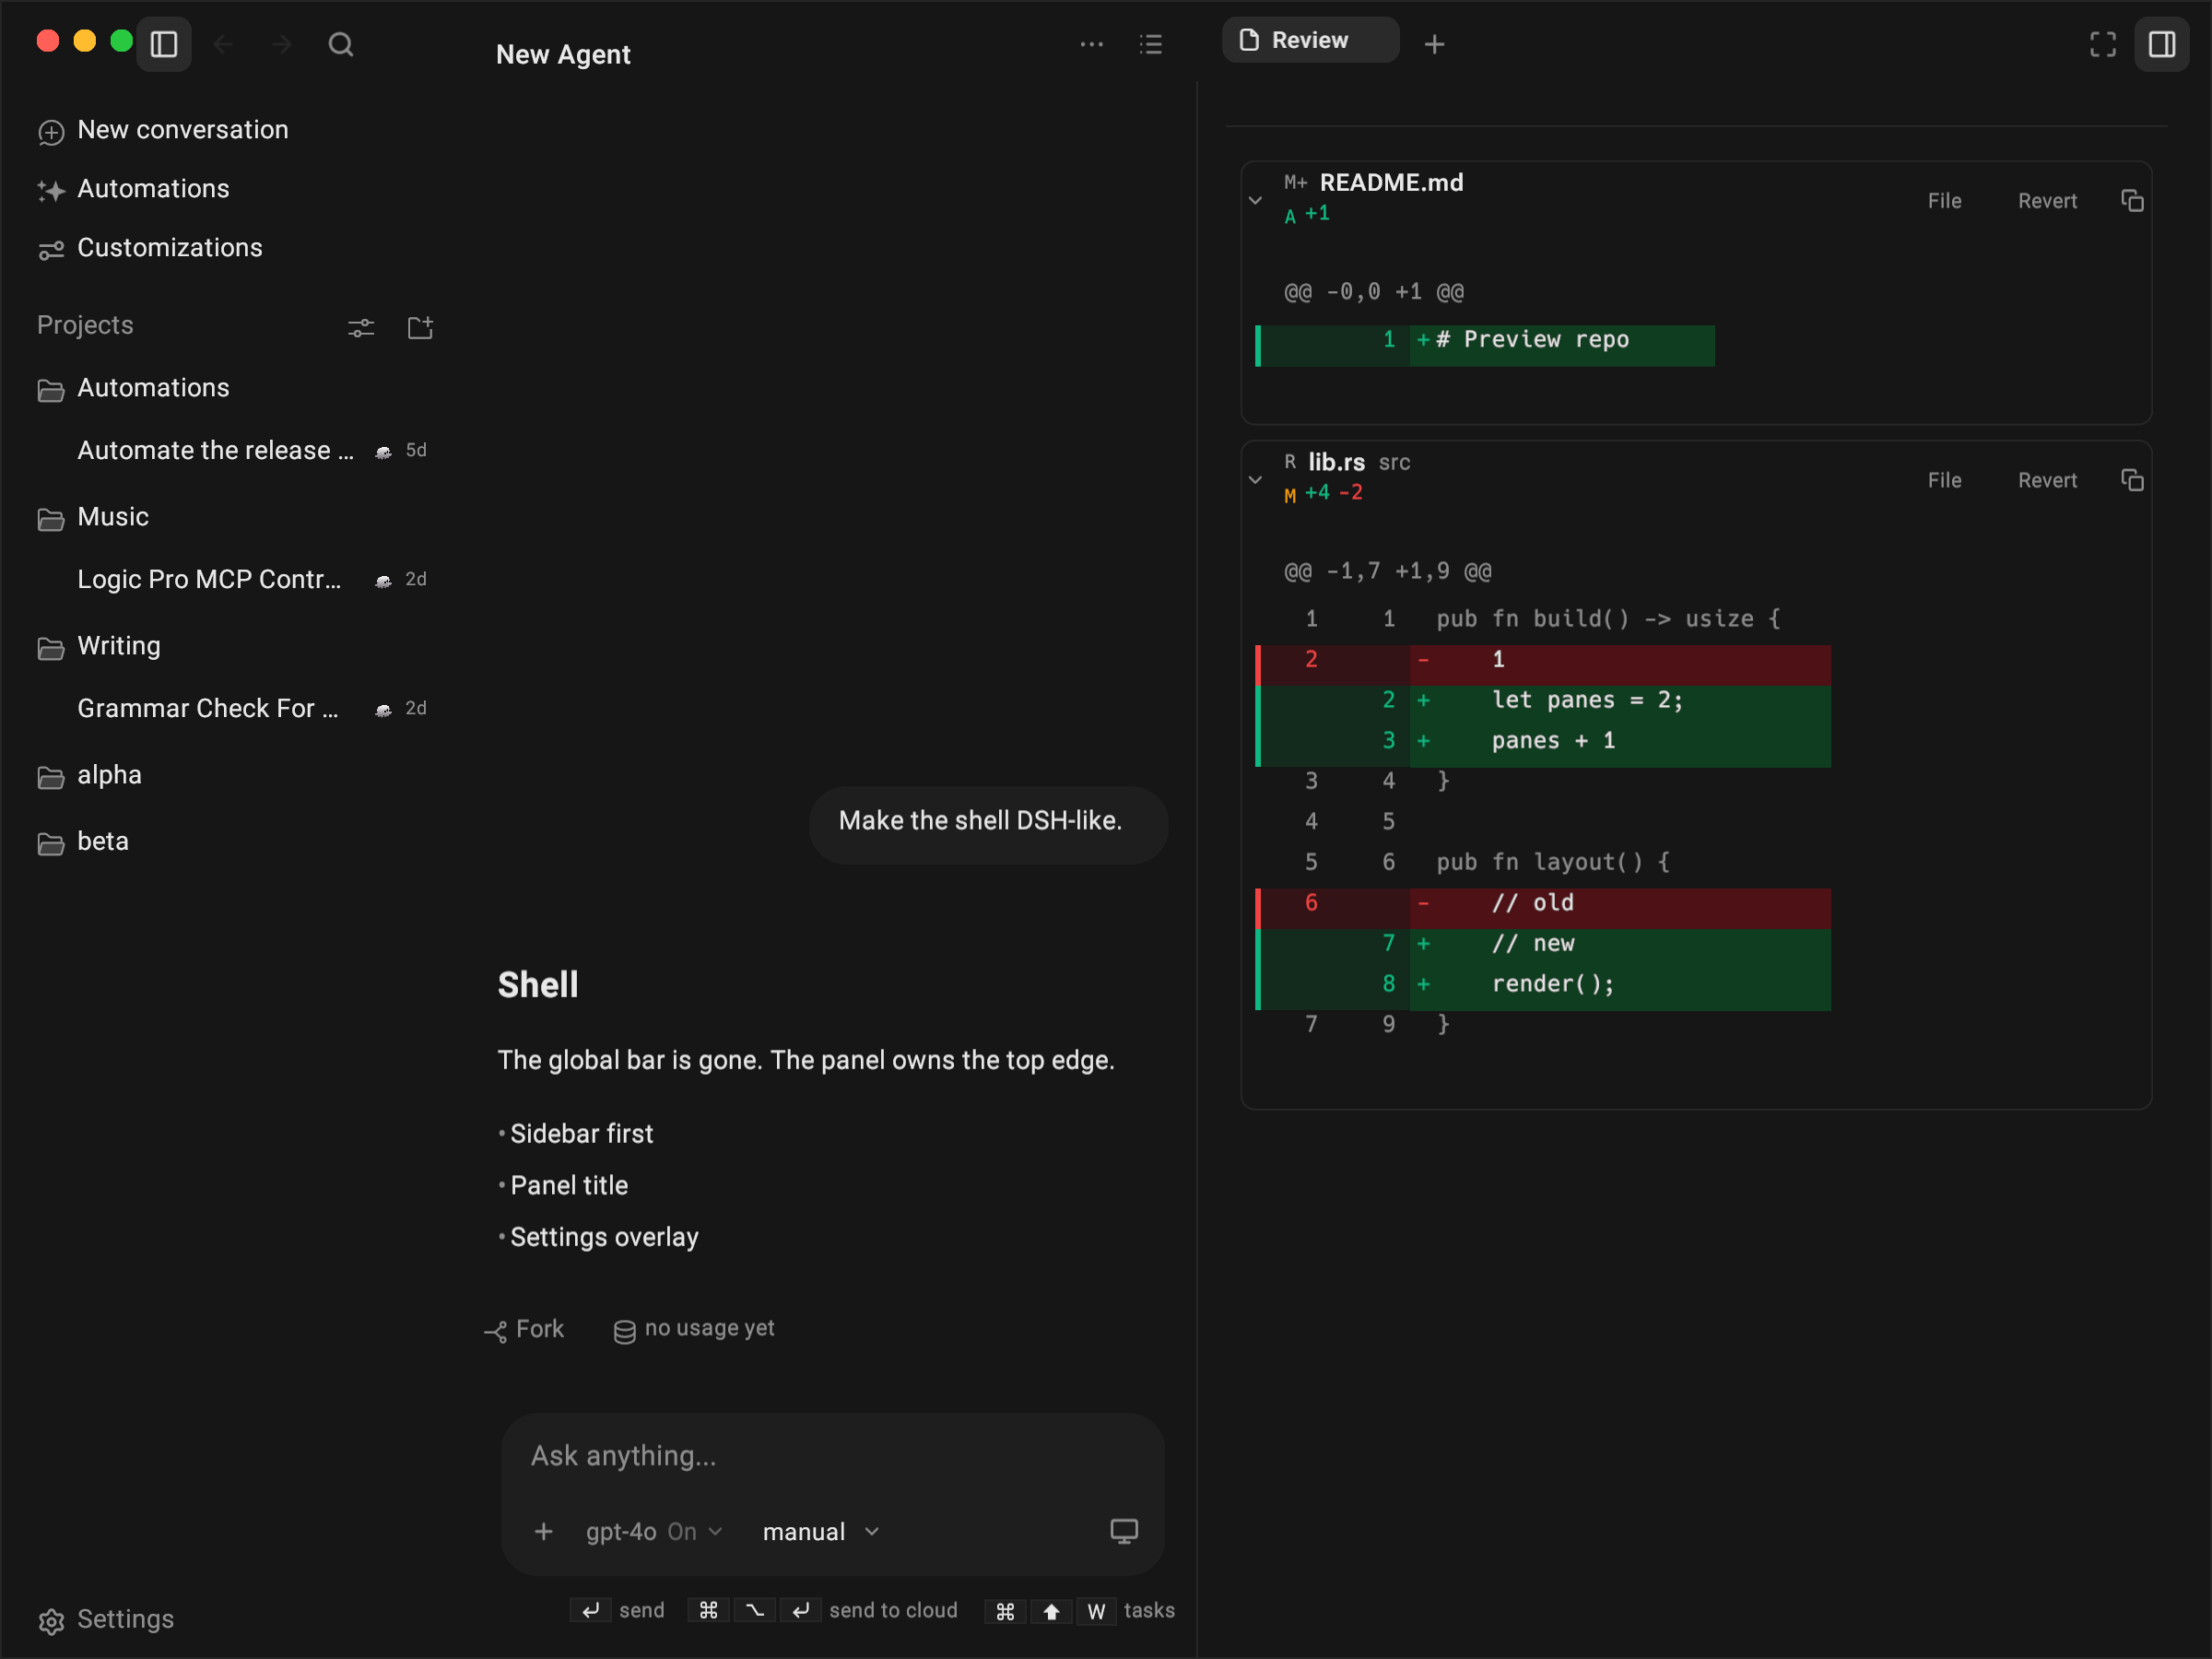 New Agent
Review
New conversation
Automations
Customizations
Projects
Automations
Automate the release ... 5d
Music
Logic Pro MCP Contr... 2d
Writing
Grammar Check For ... 2d
alpha
beta
Settings
Make the shell DSH-like.
Shell
The global bar is gone. The panel owns the top edge.
• Sidebar first
• Panel title
• Settings overlay
Fork no usage yet
Ask anything...
+ gpt-4o On manual
send ⌘ ⌥ send to cloud ⌘ W tasks
M+ README.md File Revert
A +1
@@ -0,0 +1 @@
1 +# Preview repo
R lib.rs src File Revert
M +4 -2
@@ -1,7 +1,9 @@
1 1 pub fn build() -> usize {
2 - 1
2 + let panes = 2;
3 + panes + 1
3 4 }
4 5
5 6 pub fn layout() {
6 - // old
7 + // new
8 + render();
7 9 }